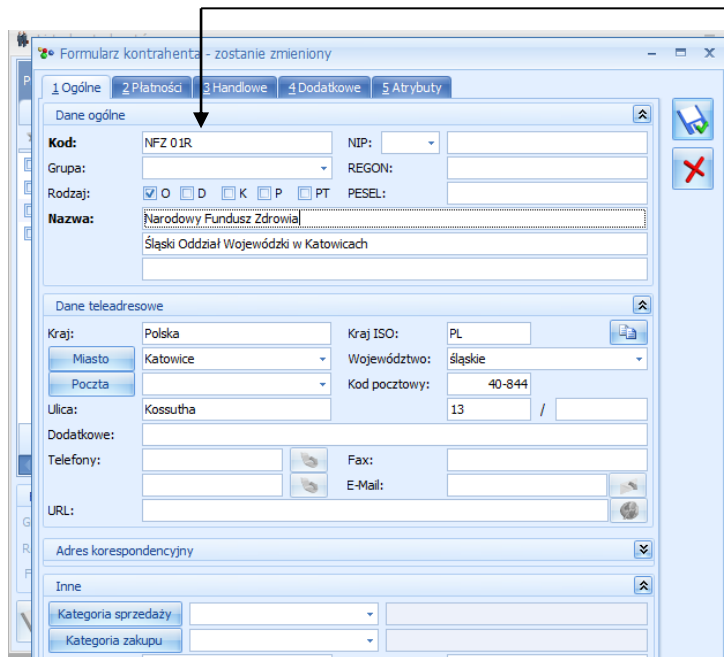 Formularz kontrahenta - zostanie zmieniony
1 Ogólne 2 Płatności 3 Handlowe 4 Dodatkowe 5 Atrybuty
Dane ogólne
Kod: NFZ 01R NIP:
Grupa: REGON:
Rodzaj: O D K P PT PESEL:
Nazwa: Narodowy Fundusz Zdrowia
Śląski Oddział Wojewódzki w Katowicach
Dane teleadresowe
Kraj: Polska Kraj ISO: PL
Miasto Katowice Województwo: śląskie
Poczta Kod pocztowy: 40-844
Ulica: Kossutha 13 /
Dodatkowe:
Telefony: Fax:
E-Mail:
URL:
Adres korespondencyjny
Inne
Kategoria sprzedaży
Kategoria zakupu